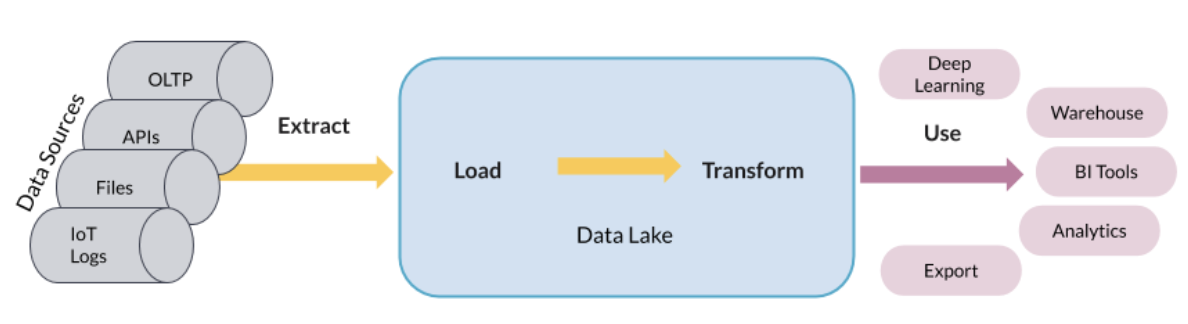 Data Sources
OLTP
APIs
Files
IoT
Logs
Extract
Load
Transform
Data Lake
Use
Deep
Learning
Warehouse
BI Tools
Analytics
Export